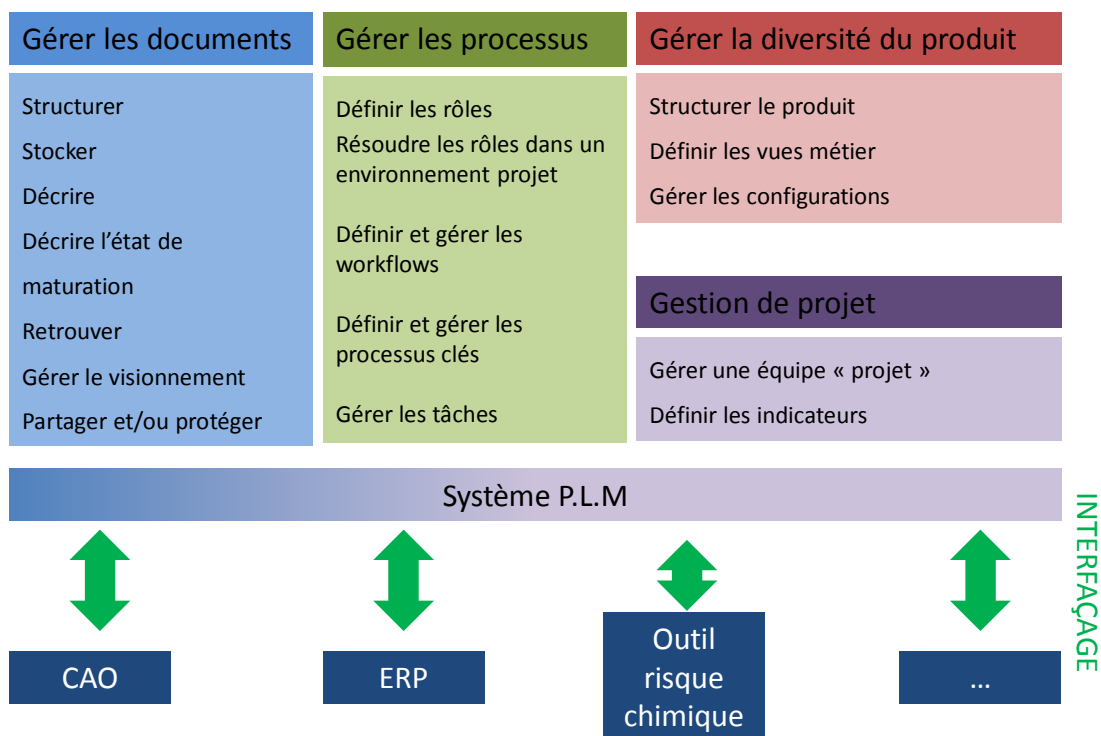 Gérer les documents
Structurer
Stocker
Décrire
Décrire l’état de
maturation
Retrouver
Gérer le visionnement
Partager et/ou protéger
Gérer les processus
Définir les rôles
Résoudre les rôles dans un
environnement projet
Définir et gérer les
workflows
Définir et gérer les
processus clés
Gérer les tâches
Gérer la diversité du produit
Structurer le produit
Définir les vues métier
Gérer les configurations
Gestion de projet
Gérer une équipe « projet »
Définir les indicateurs
Système P.L.M
INTERFAÇAGE
CAO
ERP
Outil
risque
chimique
...